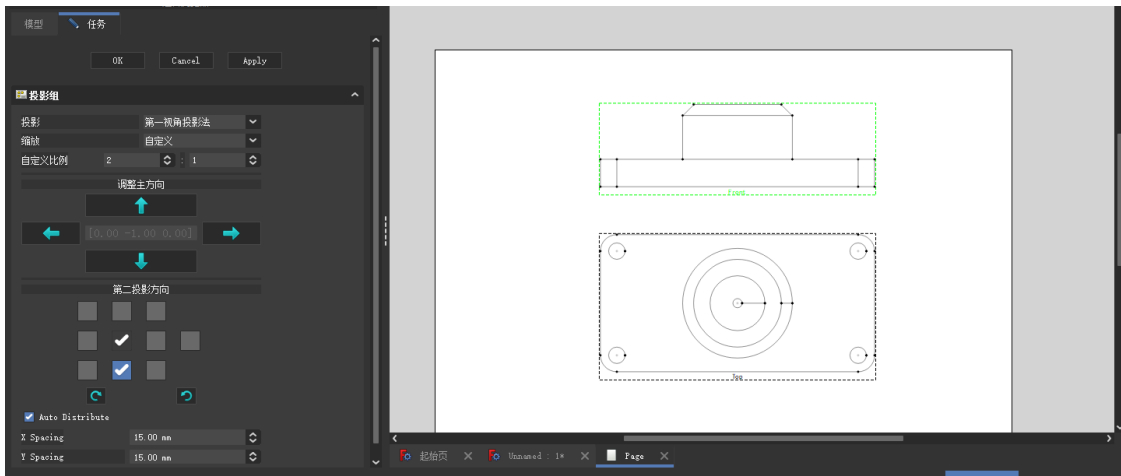 模型 任务
OK Cancel Apply
投影组
投影 第一视角投影法
缩放 自定义
自定义比例 2 : 1
调整主方向
[0.00 -1.00 0.00]
第二投影方向
Auto Distribute
X Spacing 15.00 mm
Y Spacing 15.00 mm
Front
Top
起始页 Unnamed : 1* Page